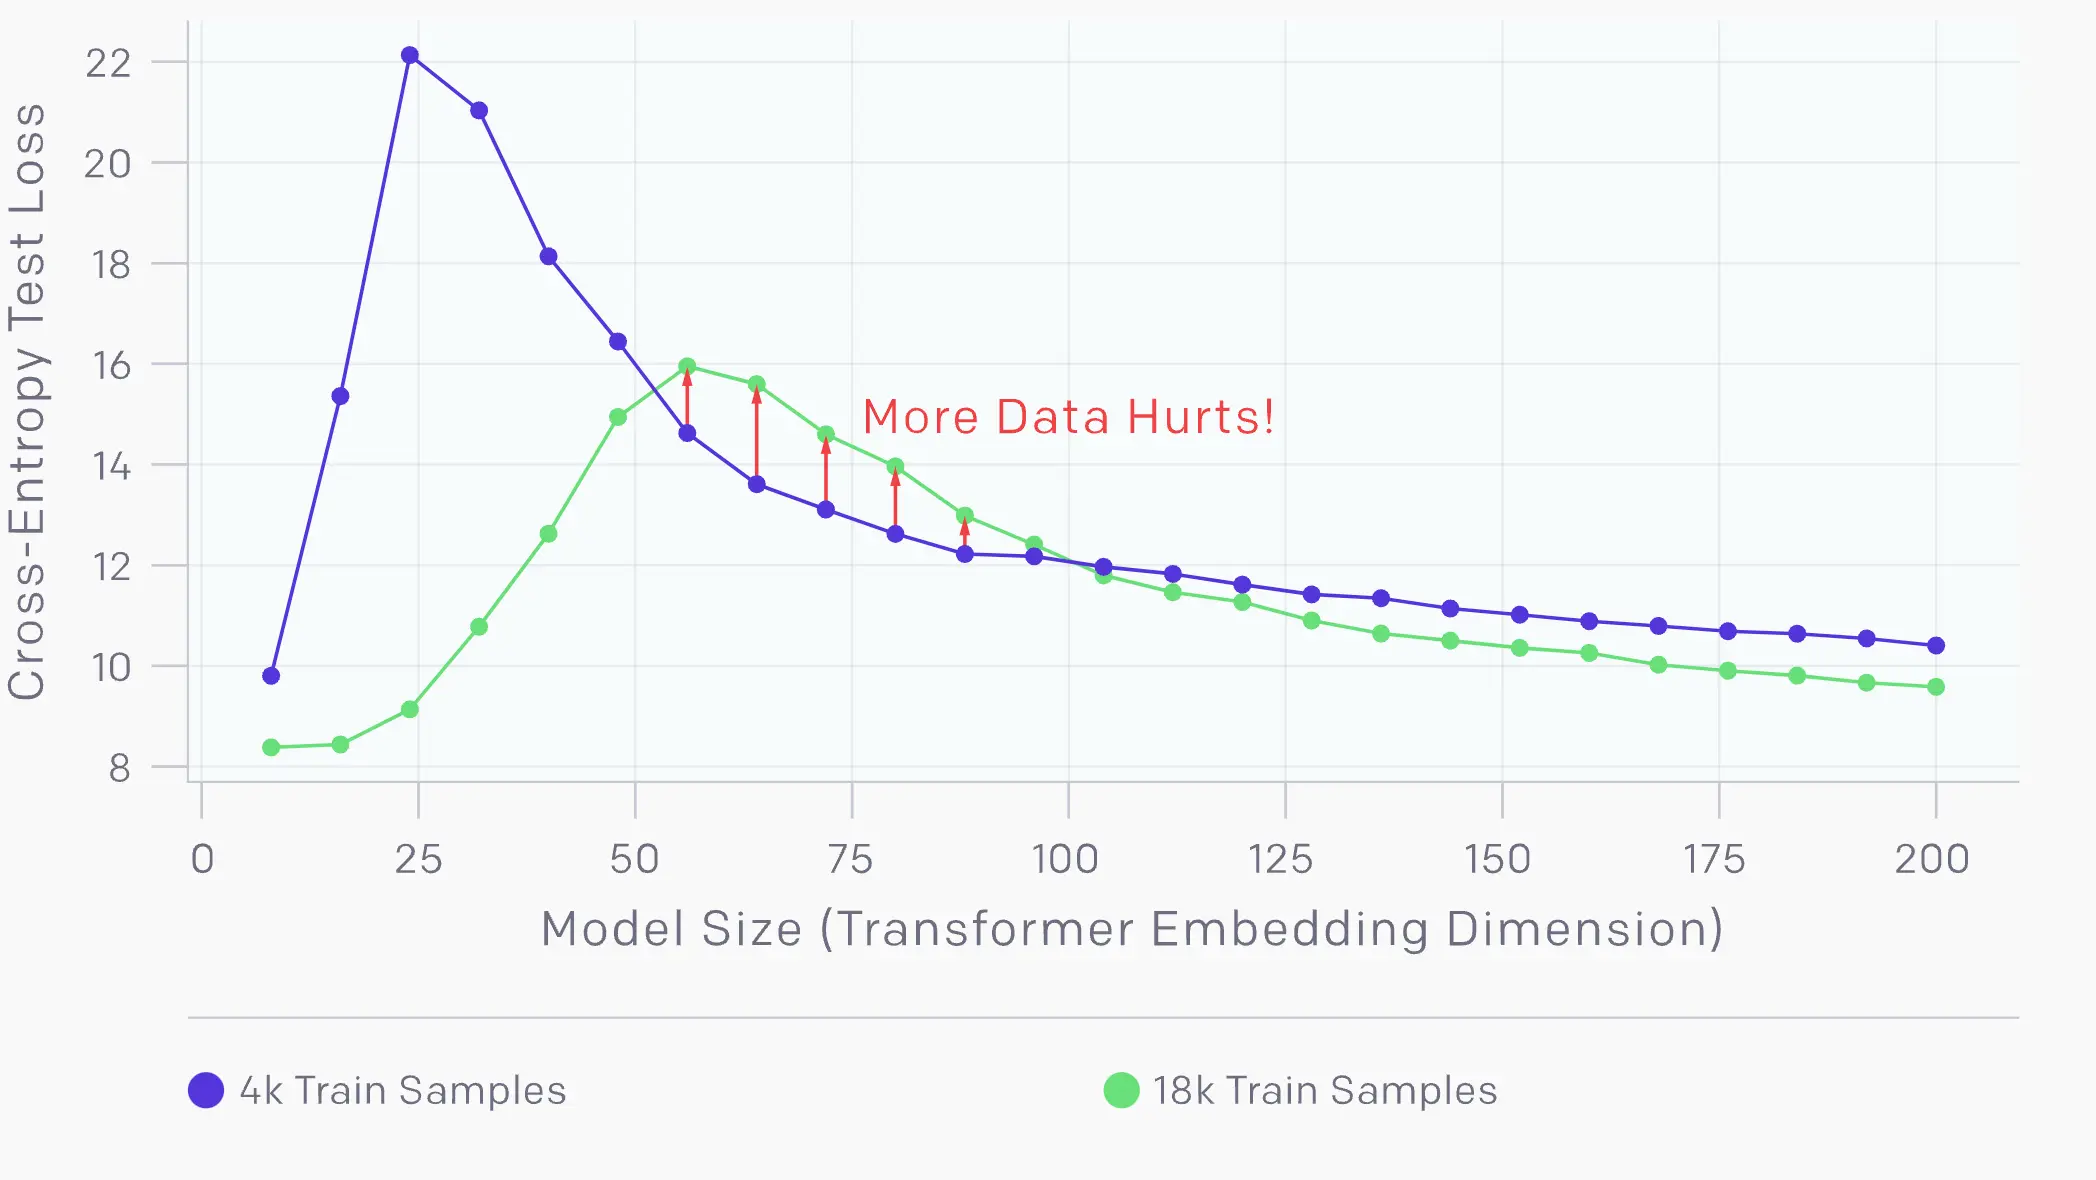 Cross-Entropy Test Loss
22
20
18
16
14
12
10
8
More Data Hurts!
0 25 50 75 100 125 150 175 200
Model Size (Transformer Embedding Dimension)
4k Train Samples
18k Train Samples